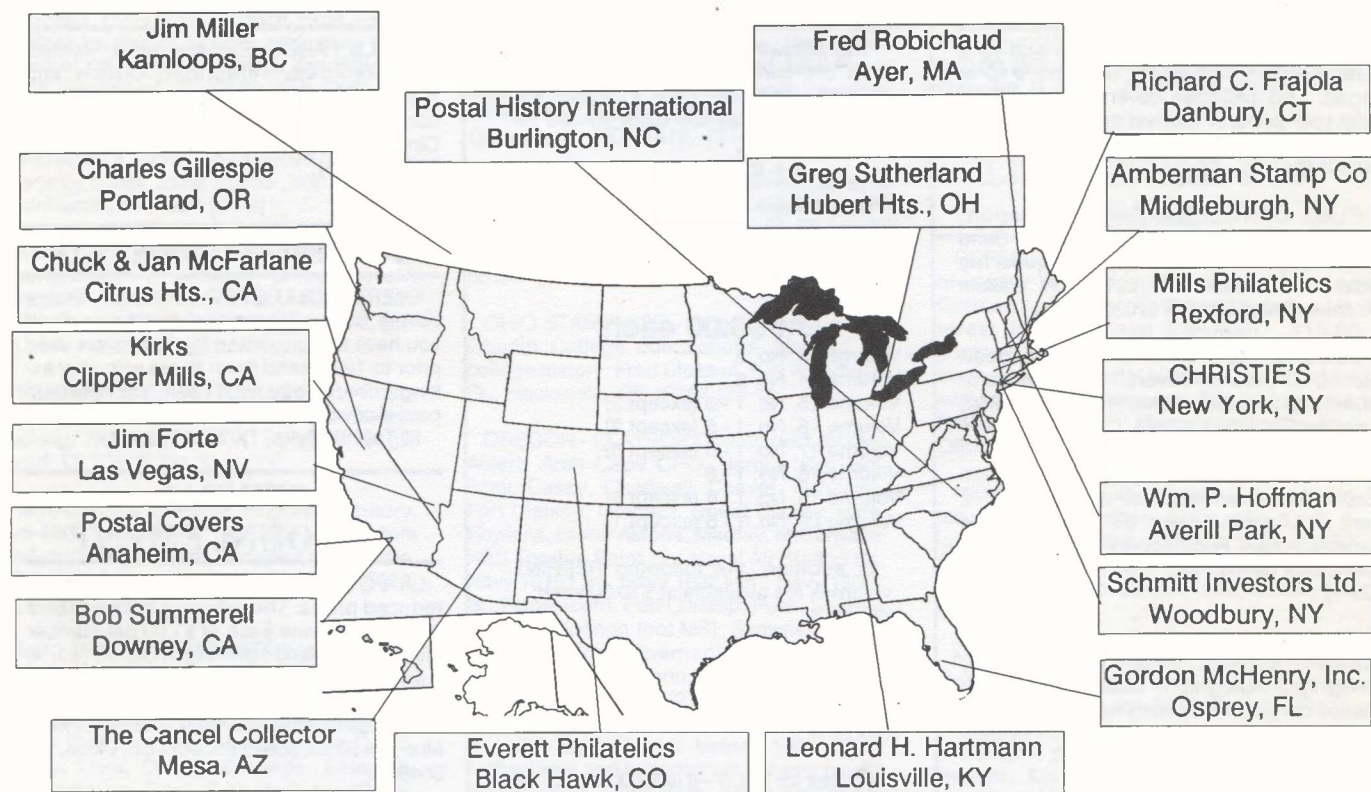 Jim Miller
Kamloops, BC
Fred Robichaud
Ayer, MA
Richard C. Frajola
Danbury, CT
Postal History International
Burlington, NC
Charles Gillespie
Portland, OR
Greg Sutherland
Hubert Hts., OH
Amberman Stamp Co
Middleburgh, NY
Chuck & Jan McFarlane
Citrus Hts., CA
Mills Philatelics
Rexford, NY
Kirks
Clipper Mills, CA
CHRISTIE'S
New York, NY
Jim Forte
Las Vegas, NV
Postal Covers
Anaheim, CA
Wm. P. Hoffman
Averill Park, NY
Bob Summerell
Downey, CA
Schmitt Investors Ltd.
Woodbury, NY
Gordon McHenry, Inc.
Osprey, FL
The Cancel Collector
Mesa, AZ
Everett Philatelics
Black Hawk, CO
Leonard H. Hartmann
Louisville, KY